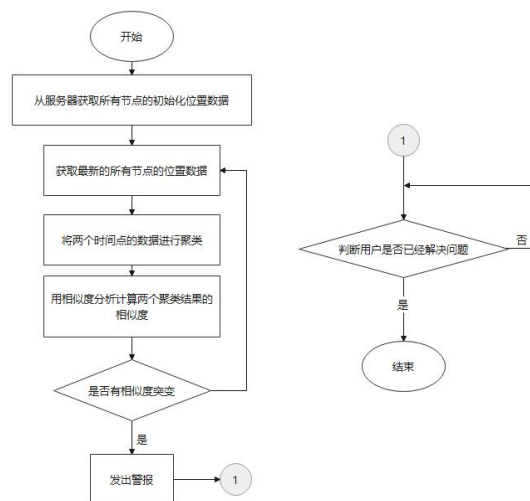 开始
从服务器获取所有节点的初始化位置数据
获取最新的所有节点的位置数据
将两个时间点的数据进行聚类
用相似度分析计算两个聚类结果的
相似度
是否有相似度突变
是
发出警报
1
1
判断用户是否已经解决问题
否
是
结束